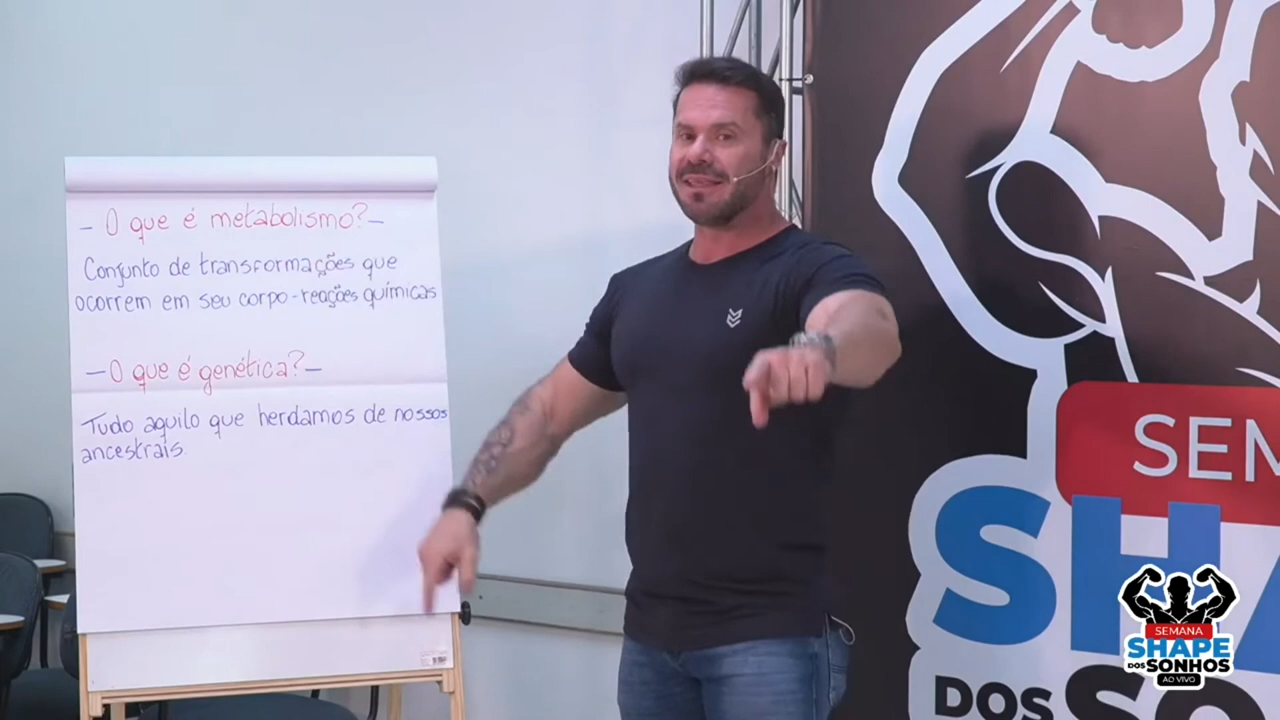 - O que é metabolismo? -
Conjunto de transformações que
ocorrem em seu corpo - reações químicas
- O que é genética? -
Tudo aquilo que herdamos de nossos
ancestrais.
SEM
SHA
DOS SO
SEMANA
SHAPE
DOS SONHOS
AO VIVO